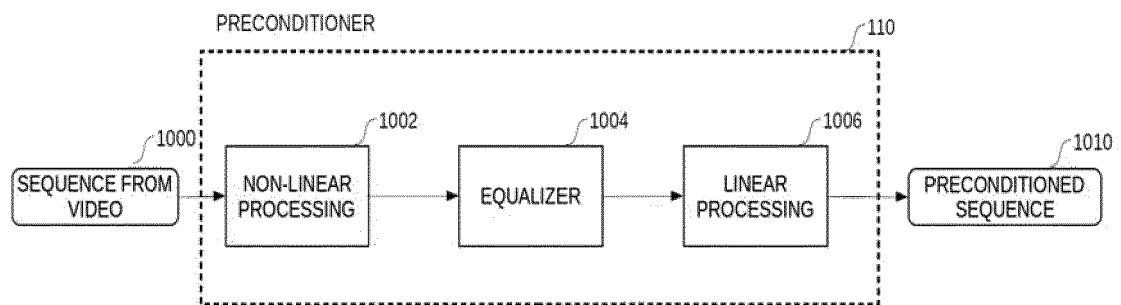 PRECONDITIONER
110
1000
1002
1004
1006
1010
SEQUENCE FROM
VIDEO
NON-LINEAR
PROCESSING
EQUALIZER
LINEAR
PROCESSING
PRECONDITIONED
SEQUENCE